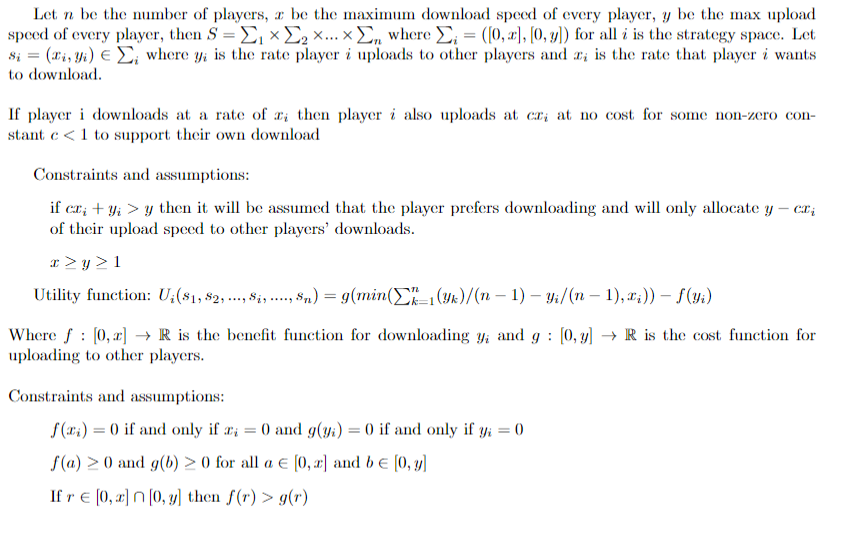 Let n be the number of players, x be the maximum download speed of every player, y be the max upload
speed of every player, then S = ∑₁ × ∑₂ ×... × ∑ₙ where ∑ᵢ = ([0, x], [0, y]) for all i is the strategy space. Let
sᵢ = (xᵢ, yᵢ) ∈ ∑ᵢ where yᵢ is the rate player i uploads to other players and xᵢ is the rate that player i wants
to download.
If player i downloads at a rate of xᵢ then player i also uploads at cxᵢ at no cost for some non-zero con-
stant c < 1 to support their own download
Constraints and assumptions:
if cxᵢ + yᵢ > y then it will be assumed that the player prefers downloading and will only allocate y − cxᵢ
of their upload speed to other players' downloads.
x ≥ y ≥ 1
Utility function: Uᵢ(s₁, s₂, ..., sᵢ, ...., sₙ) = g(min(∑ⁿₖ₌₁(yₖ)/(n − 1) − yᵢ/(n − 1), xᵢ)) − f(yᵢ)
Where f : [0, x] → ℝ is the benefit function for downloading yᵢ and g : [0, y] → ℝ is the cost function for
uploading to other players.
Constraints and assumptions:
f(xᵢ) = 0 if and only if xᵢ = 0 and g(yᵢ) = 0 if and only if yᵢ = 0
f(a) ≥ 0 and g(b) ≥ 0 for all a ∈ [0, x] and b ∈ [0, y]
If r ∈ [0, x] ∩ [0, y] then f(r) > g(r)